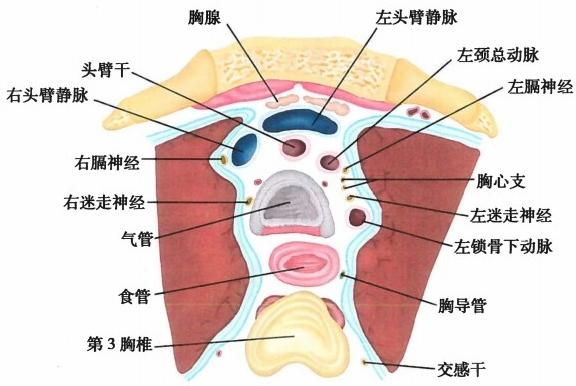 胸腺
左头臂静脉
头臂干
左颈总动脉
右头臂静脉
左膈神经
右膈神经
胸心支
右迷走神经
左迷走神经
气管
左锁骨下动脉
食管
胸导管
第3胸椎
交感干